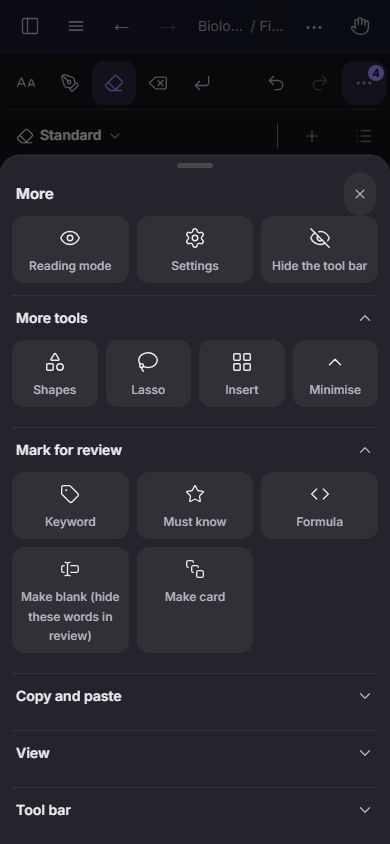 Biolo... / Fi...
AA
4
Standard
More
Reading mode
Settings
Hide the tool bar
More tools
Shapes
Lasso
Insert
Minimise
Mark for review
Keyword
Must know
Formula
Make blank (hide
these words in
review)
Make card
Copy and paste
View
Tool bar